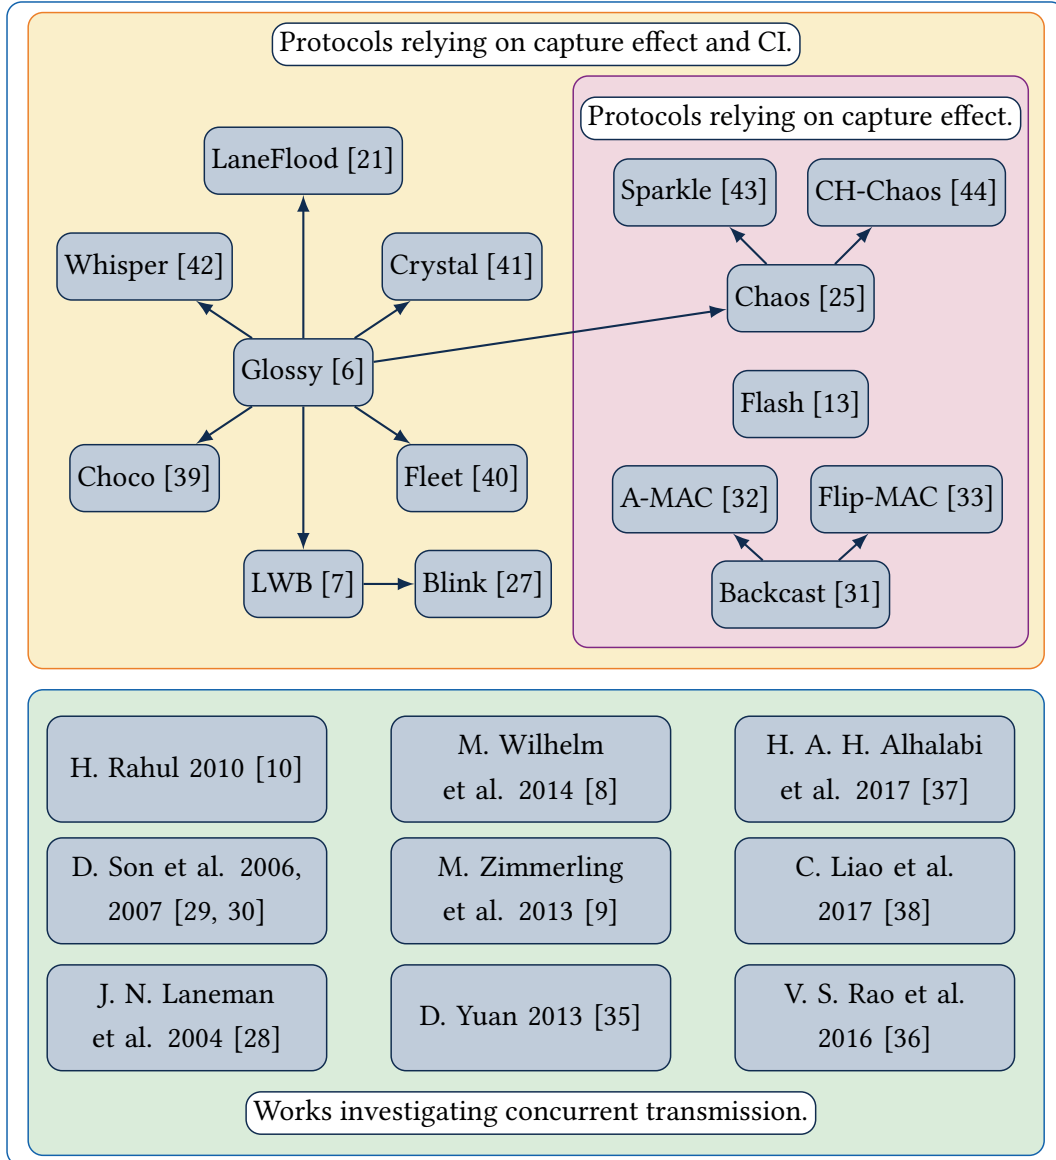 Protocols relying on capture effect and CI.
Protocols relying on capture effect.
LaneFlood [21]
Sparkle [43]
CH-Chaos [44]
Whisper [42]
Crystal [41]
Chaos [25]
Glossy [6]
Flash [13]
Choco [39]
Fleet [40]
A-MAC [32]
Flip-MAC [33]
LWB [7]
Blink [27]
Backcast [31]
H. Rahul 2010 [10]
M. Wilhelm
et al. 2014 [8]
H. A. H. Alhalabi
et al. 2017 [37]
D. Son et al. 2006,
2007 [29, 30]
M. Zimmerling
et al. 2013 [9]
C. Liao et al.
2017 [38]
J. N. Laneman
et al. 2004 [28]
D. Yuan 2013 [35]
V. S. Rao et al.
2016 [36]
Works investigating concurrent transmission.